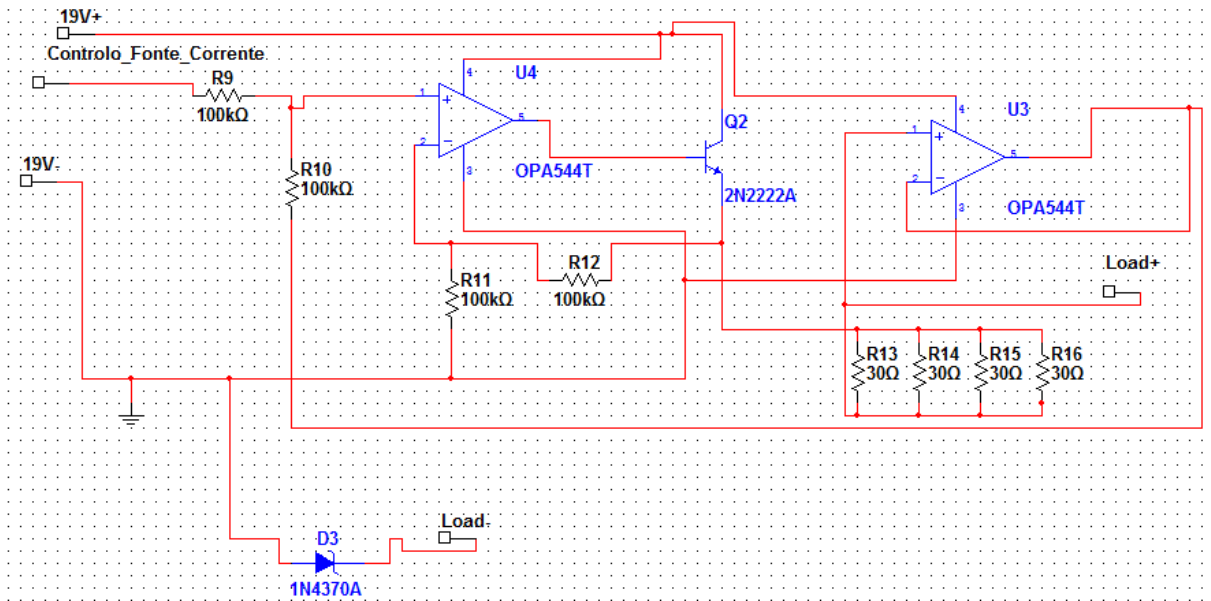 19V+
Controlo_Fonte_Corrente
R9
100kΩ
U4
4
1
+
2
−
5
3
OPA544T
Q2
2N2222A
U3
4
1
+
2
−
5
3
OPA544T
19V-
R10
100kΩ
R11
100kΩ
R12
100kΩ
Load+
R13
30Ω
R14
30Ω
R15
30Ω
R16
30Ω
Load-
D3
1N4370A